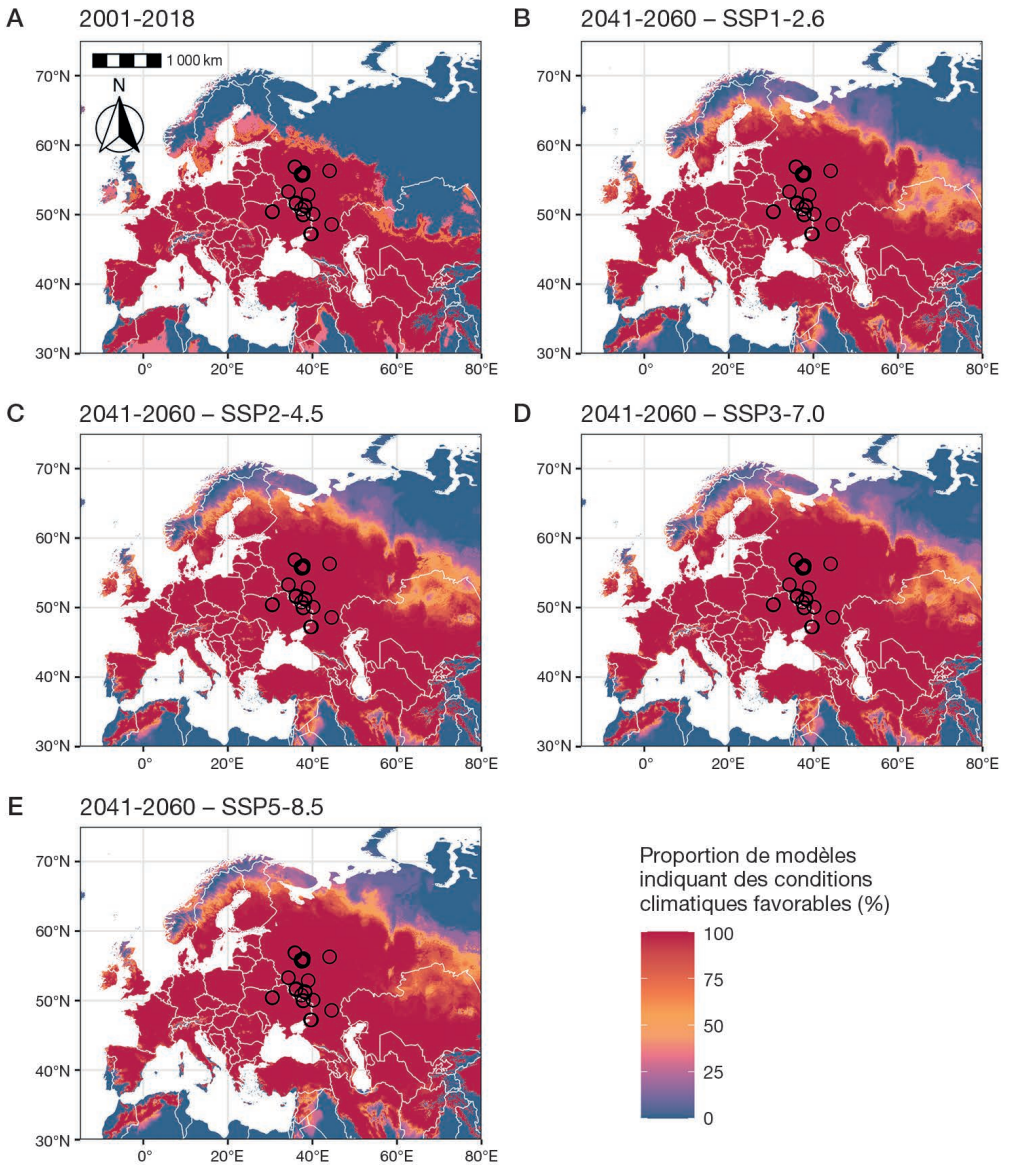 A 2001-2018
1 000 km
N
70°N
60°N
50°N
40°N
30°N
0° 20°E 40°E 60°E 80°E
B 2041-2060 – SSP1-2.6
70°N
60°N
50°N
40°N
30°N
0° 20°E 40°E 60°E 80°E
C 2041-2060 – SSP2-4.5
70°N
60°N
50°N
40°N
30°N
0° 20°E 40°E 60°E 80°E
D 2041-2060 – SSP3-7.0
70°N
60°N
50°N
40°N
30°N
0° 20°E 40°E 60°E 80°E
E 2041-2060 – SSP5-8.5
70°N
60°N
50°N
40°N
30°N
0° 20°E 40°E 60°E 80°E
Proportion de modèles
indiquant des conditions
climatiques favorables (%)
100
75
50
25
0